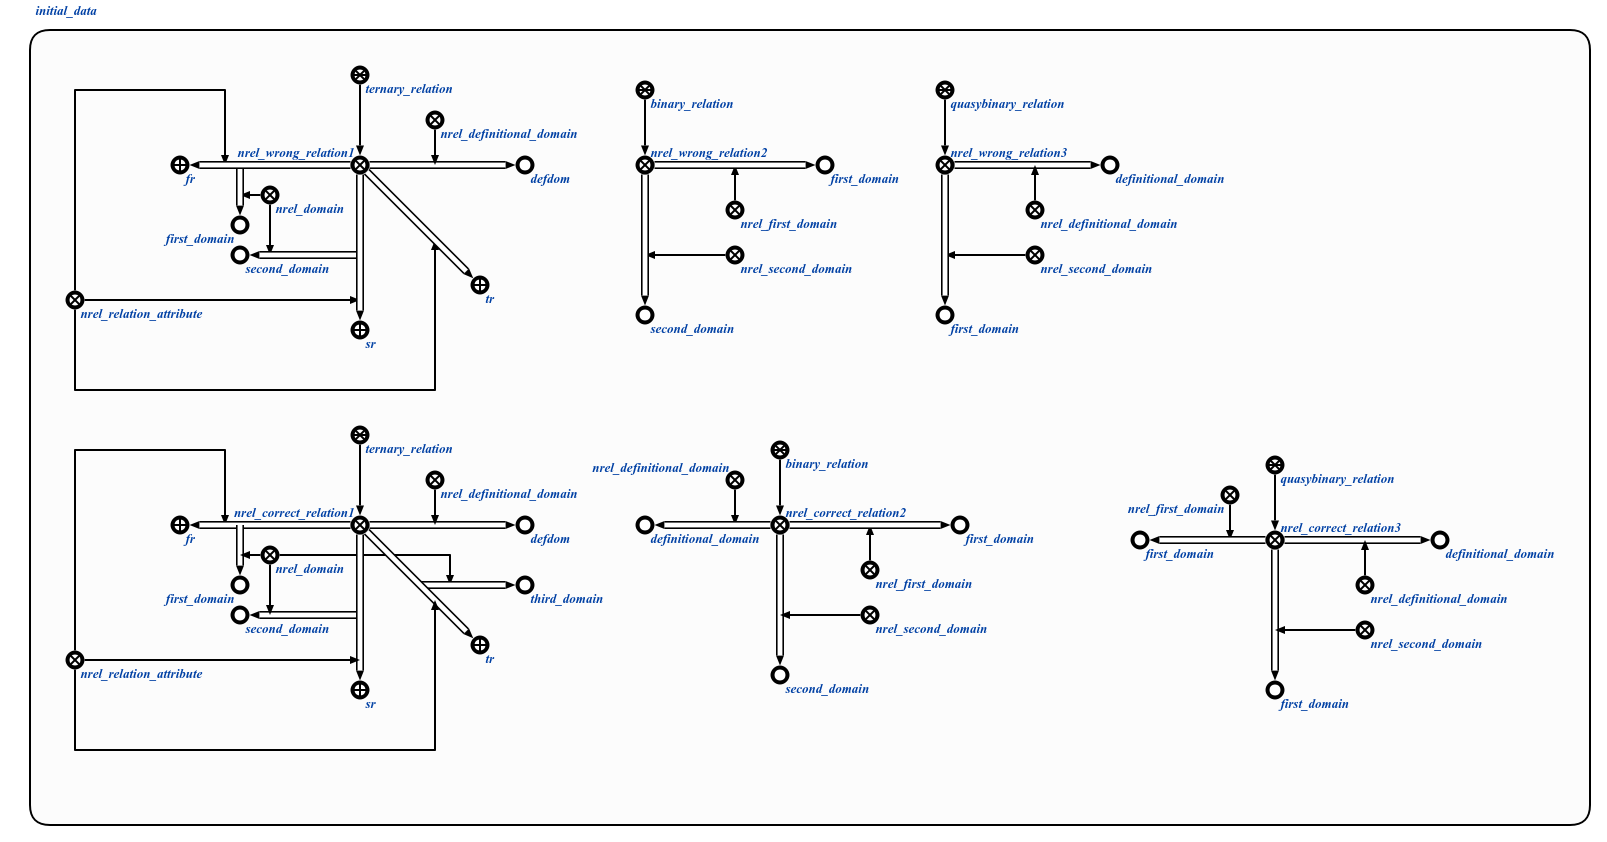 initial_data
ternary_relation
binary_relation
quasybinary_relation
nrel_definitional_domain
nrel_wrong_relation1
nrel_wrong_relation2
nrel_wrong_relation3
fr
defdom
first_domain
definitional_domain
nrel_domain
nrel_first_domain
nrel_definitional_domain
first_domain
second_domain
nrel_second_domain
nrel_second_domain
tr
nrel_relation_attribute
second_domain
first_domain
sr
ternary_relation
nrel_definitional_domain
binary_relation
quasybinary_relation
nrel_definitional_domain
nrel_first_domain
nrel_correct_relation1
nrel_correct_relation2
nrel_correct_relation3
fr
defdom
definitional_domain
first_domain
first_domain
definitional_domain
nrel_domain
nrel_first_domain
first_domain
third_domain
nrel_definitional_domain
second_domain
nrel_second_domain
nrel_second_domain
tr
nrel_relation_attribute
second_domain
sr
first_domain